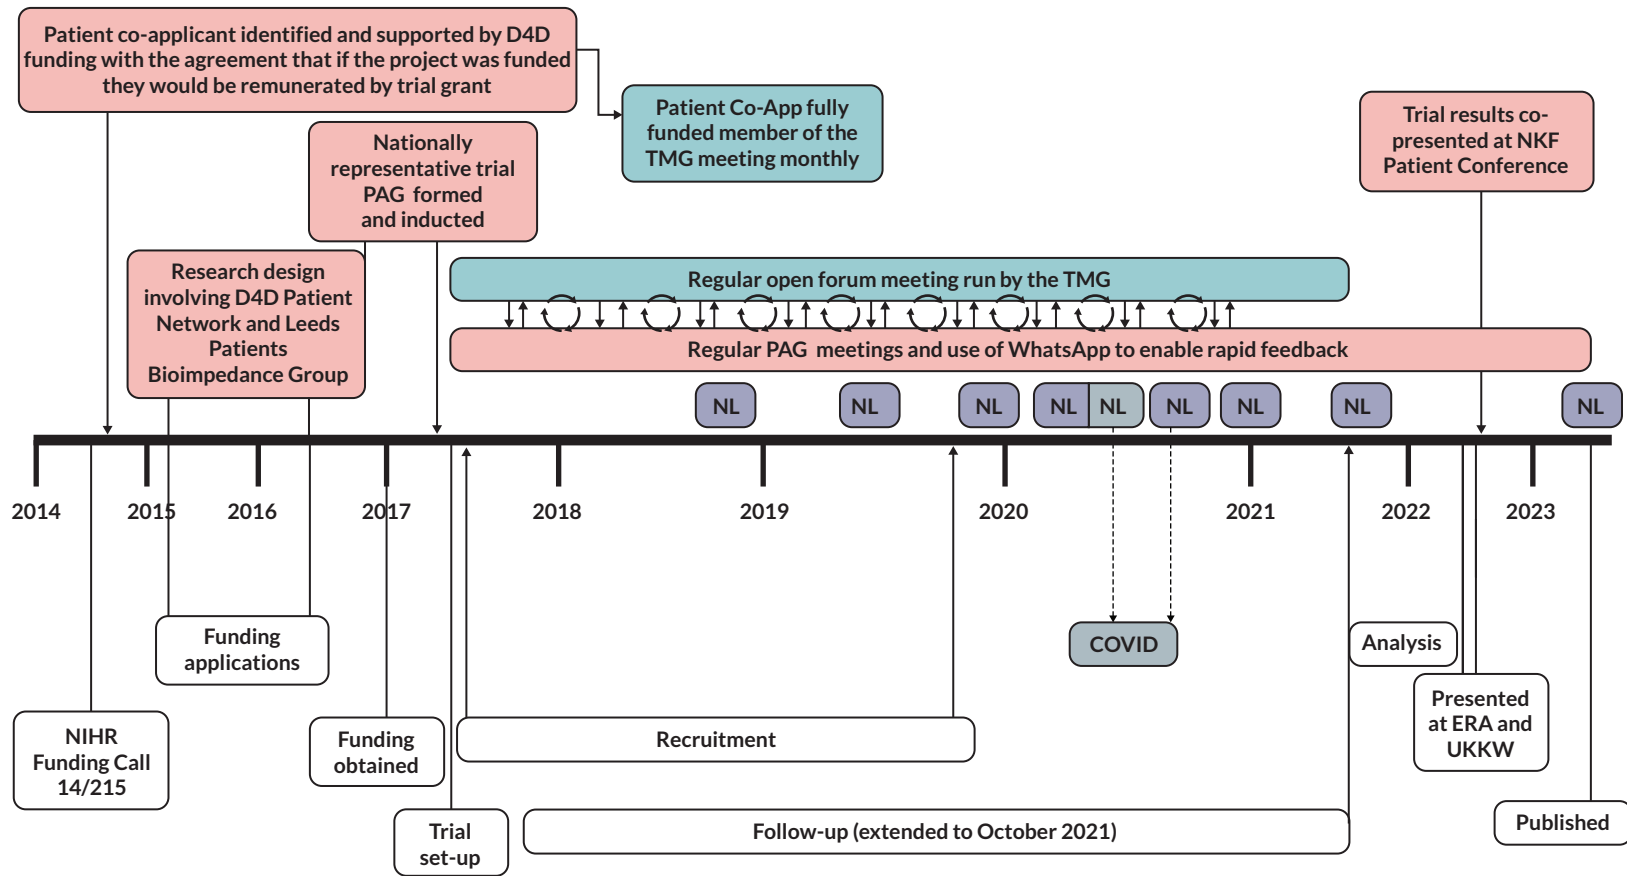 Patient co-applicant identified and supported by D4D
funding with the agreement that if the project was funded
they would be remunerated by trial grant
Patient Co-App fully
funded member of the
TMG meeting monthly
Trial results co-
presented at NKF
Patient Conference
Nationally
representative trial
PAG formed
and inducted
Research design
involving D4D Patient
Network and Leeds
Patients
Bioimpedance Group
Regular open forum meeting run by the TMG
Regular PAG meetings and use of WhatsApp to enable rapid feedback
NL
NL
NL
NL
NL
NL
NL
NL
NL
2014
2015
2016
2017
2018
2019
2020
2021
2022
2023
Funding
applications
COVID
Analysis
NIHR
Funding Call
14/215
Funding
obtained
Recruitment
Presented
at ERA and
UKKW
Trial
set-up
Follow-up (extended to October 2021)
Published